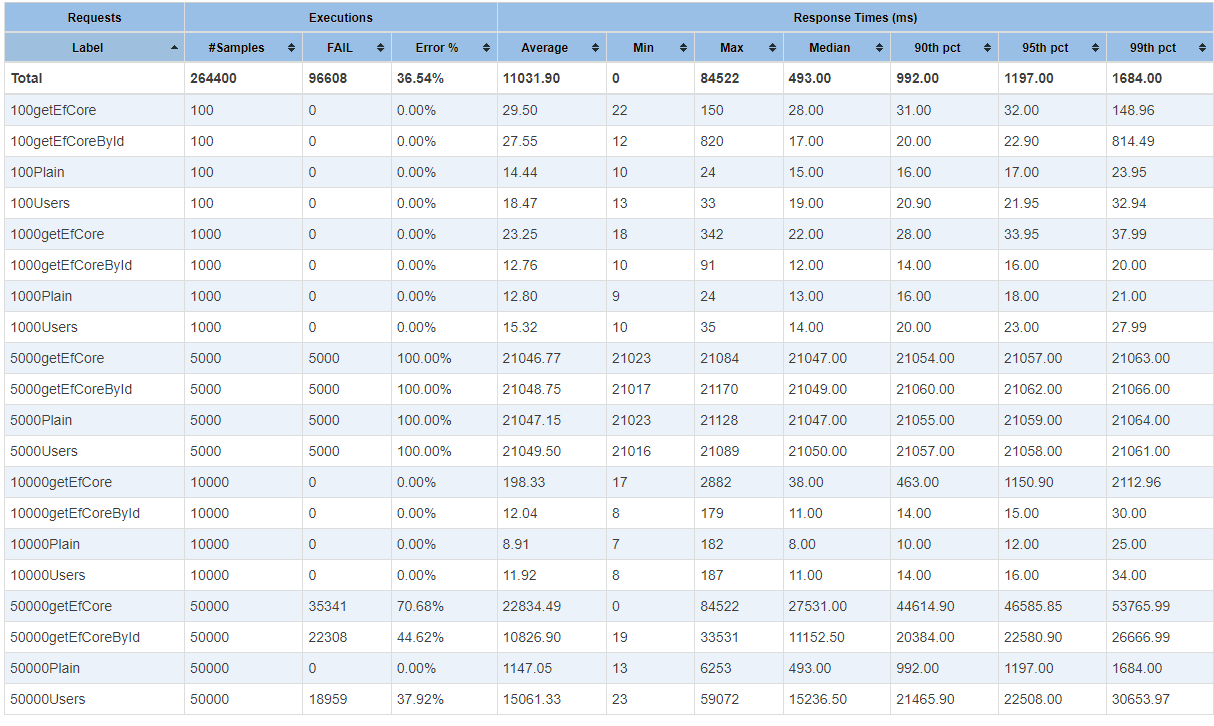 Requests Executions Response Times (ms)
Label #Samples FAIL Error % Average Min Max Median 90th pct 95th pct 99th pct
Total 264400 96608 36.54% 11031.90 0 84522 493.00 992.00 1197.00 1684.00
100getEfCore 100 0 0.00% 29.50 22 150 28.00 31.00 32.00 148.96
100getEfCoreById 100 0 0.00% 27.55 12 820 17.00 20.00 22.90 814.49
100Plain 100 0 0.00% 14.44 10 24 15.00 16.00 17.00 23.95
100Users 100 0 0.00% 18.47 13 33 19.00 20.90 21.95 32.94
1000getEfCore 1000 0 0.00% 23.25 18 342 22.00 28.00 33.95 37.99
1000getEfCoreById 1000 0 0.00% 12.76 10 91 12.00 14.00 16.00 20.00
1000Plain 1000 0 0.00% 12.80 9 24 13.00 16.00 18.00 21.00
1000Users 1000 0 0.00% 15.32 10 35 14.00 20.00 23.00 27.99
5000getEfCore 5000 5000 100.00% 21046.77 21023 21084 21047.00 21054.00 21057.00 21063.00
5000getEfCoreById 5000 5000 100.00% 21048.75 21017 21170 21049.00 21060.00 21062.00 21066.00
5000Plain 5000 5000 100.00% 21047.15 21023 21128 21047.00 21055.00 21059.00 21064.00
5000Users 5000 5000 100.00% 21049.50 21016 21089 21050.00 21057.00 21058.00 21061.00
10000getEfCore 10000 0 0.00% 198.33 17 2882 38.00 463.00 1150.90 2112.96
10000getEfCoreById 10000 0 0.00% 12.04 8 179 11.00 14.00 15.00 30.00
10000Plain 10000 0 0.00% 8.91 7 182 8.00 10.00 12.00 25.00
10000Users 10000 0 0.00% 11.92 8 187 11.00 14.00 16.00 34.00
50000getEfCore 50000 35341 70.68% 22834.49 0 84522 27531.00 44614.90 46585.85 53765.99
50000getEfCoreById 50000 22308 44.62% 10826.90 19 33531 11152.50 20384.00 22580.90 26666.99
50000Plain 50000 0 0.00% 1147.05 13 6253 493.00 992.00 1197.00 1684.00
50000Users 50000 18959 37.92% 15061.33 23 59072 15236.50 21465.90 22508.00 30653.97